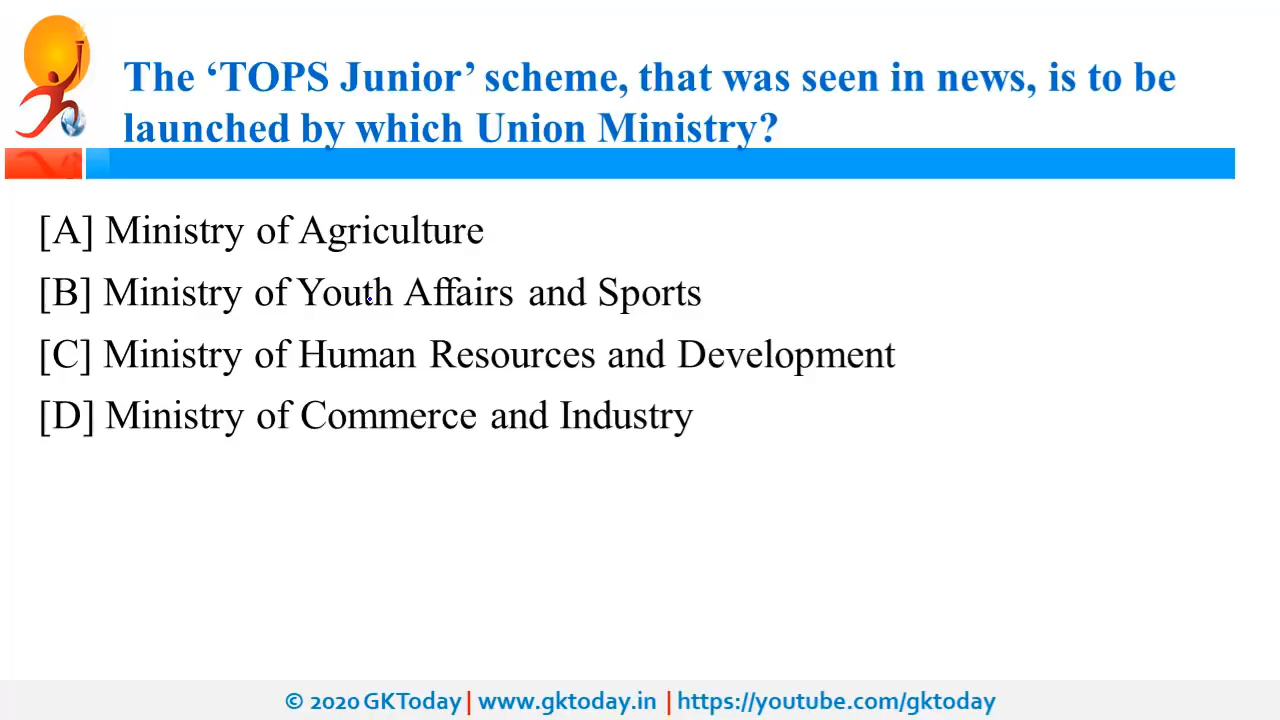 The ‘TOPS Junior’ scheme, that was seen in news, is to be
launched by which Union Ministry?
[A] Ministry of Agriculture
[B] Ministry of Youth Affairs and Sports
[C] Ministry of Human Resources and Development
[D] Ministry of Commerce and Industry
© 2020 GKToday | www.gktoday.in | https://youtube.com/gktoday